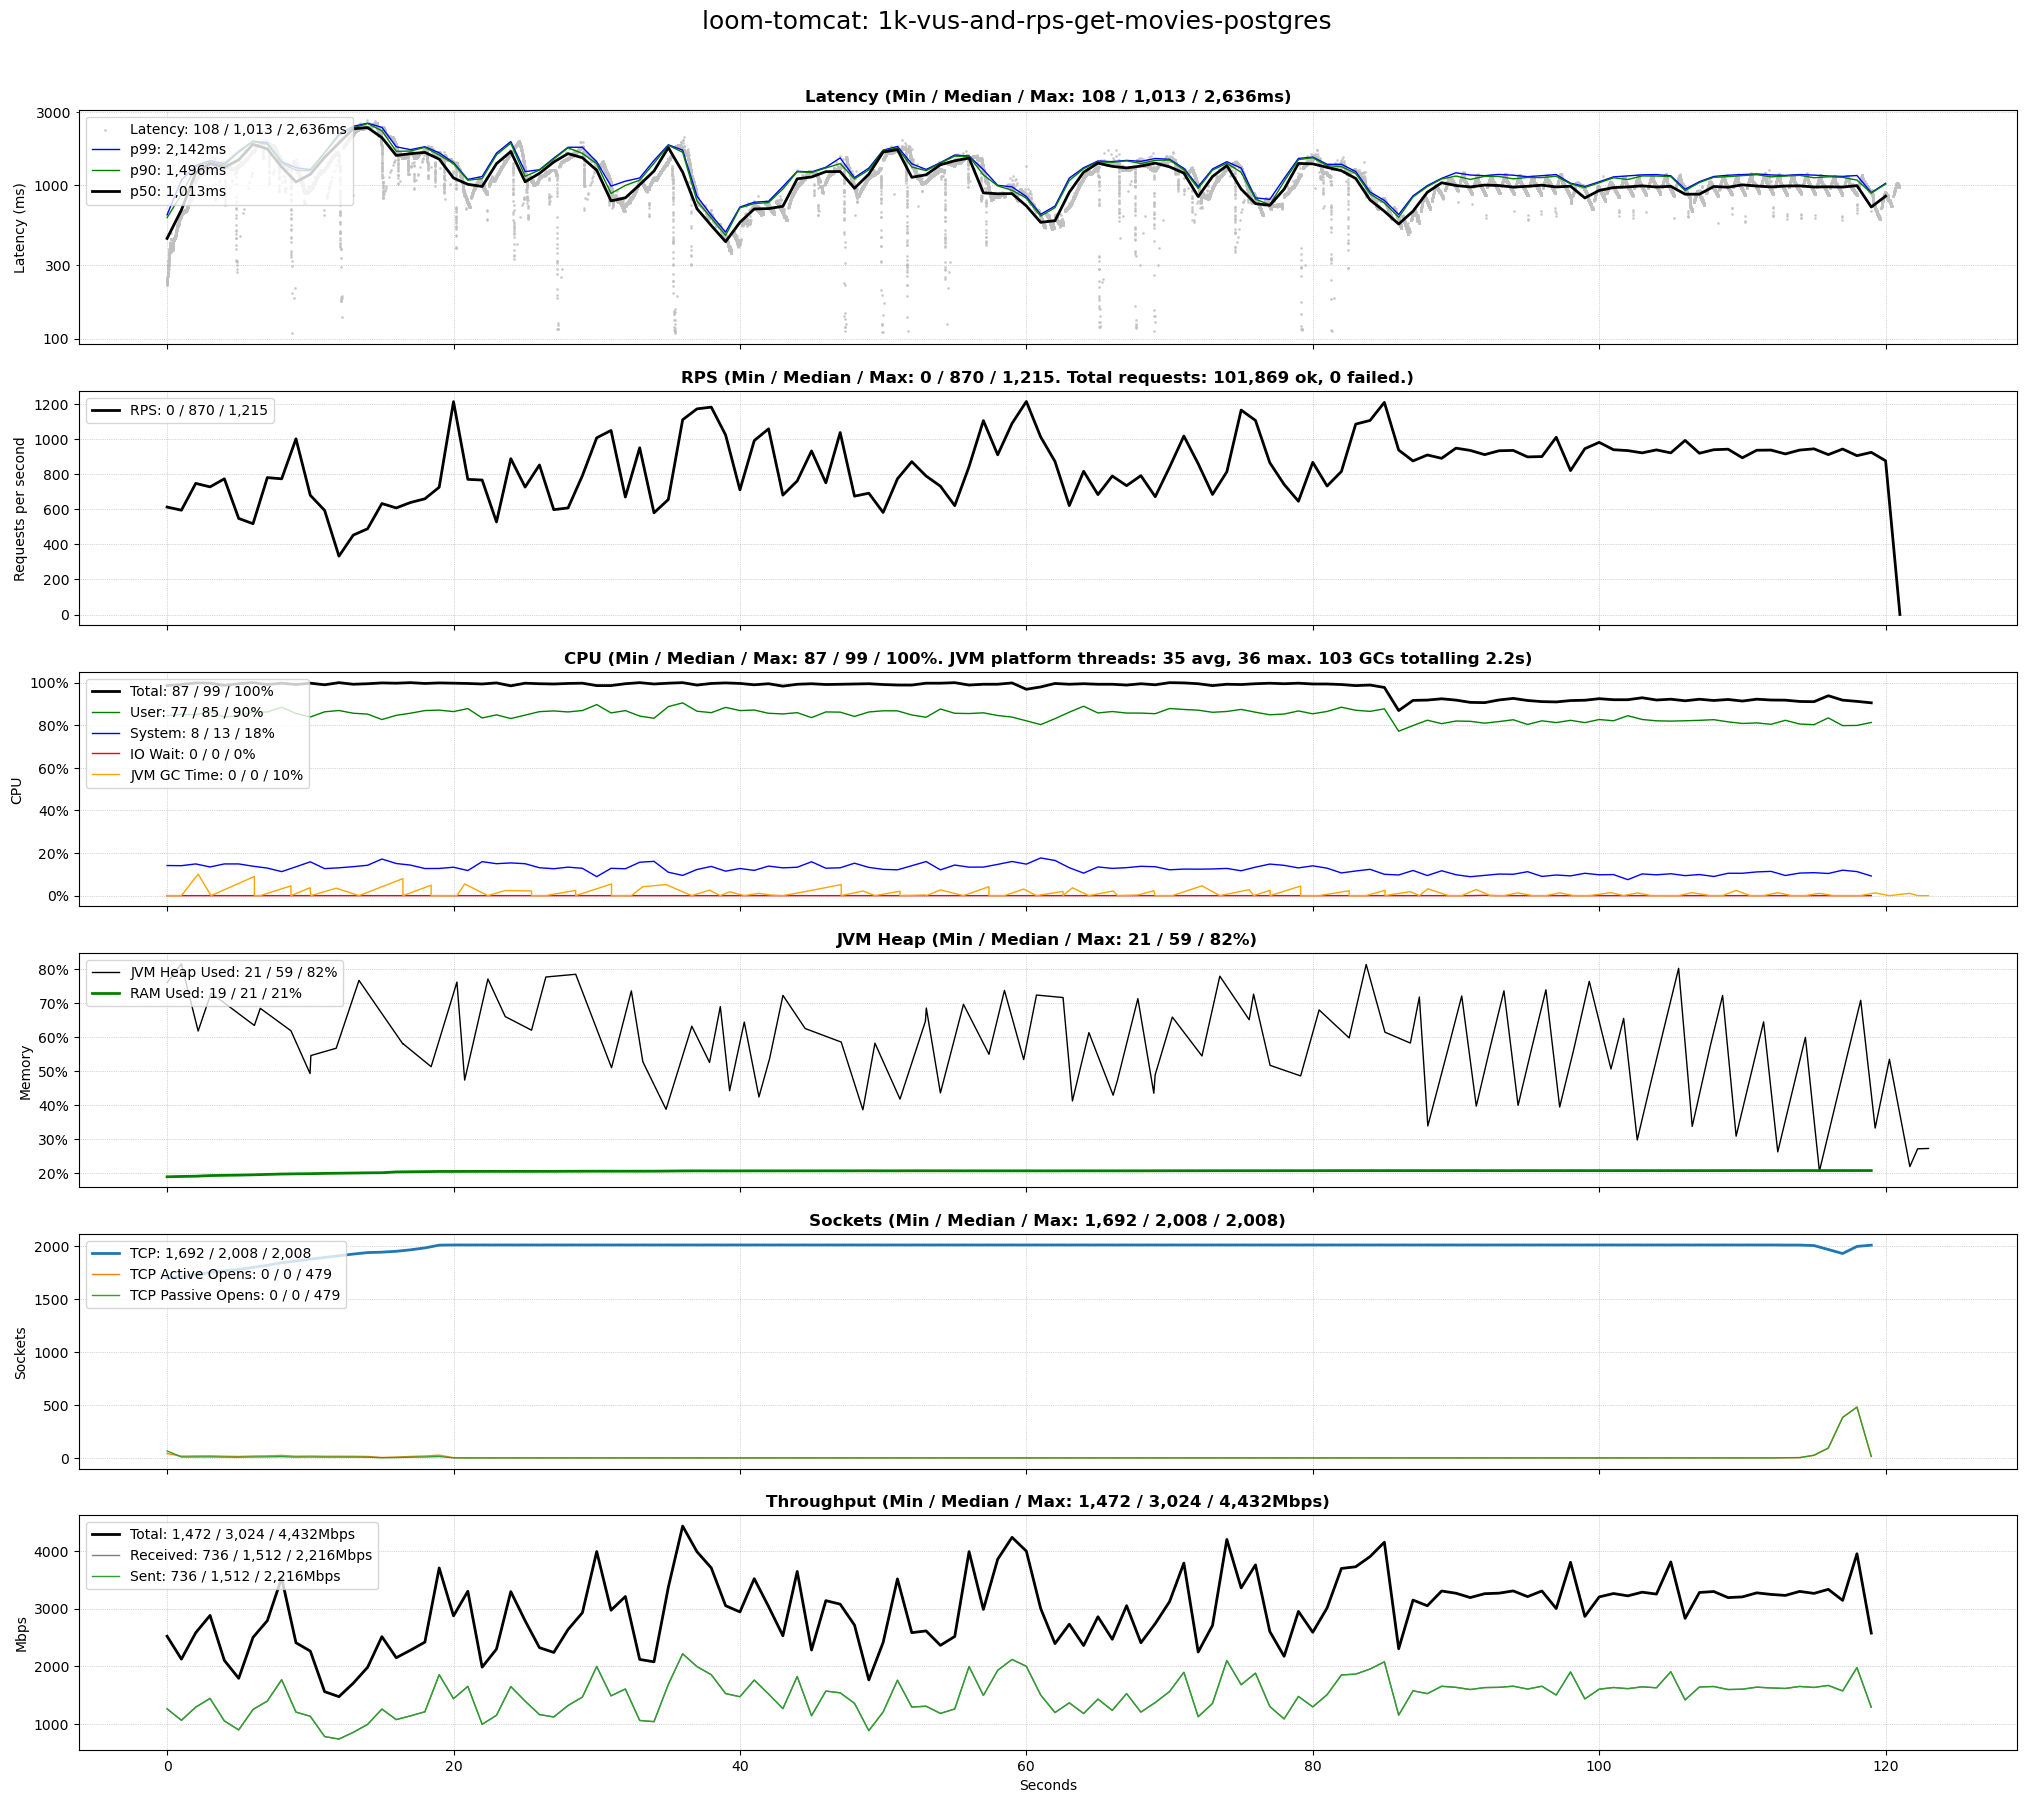 loom-tomcat: 1k-vus-and-rps-get-movies-postgres
Latency (Min / Median / Max: 108 / 1,013 / 2,636ms)
Latency (ms)
3000
1000
300
100
Latency: 108 / 1,013 / 2,636ms
p99: 2,142ms
p90: 1,496ms
p50: 1,013ms
RPS (Min / Median / Max: 0 / 870 / 1,215. Total requests: 101,869 ok, 0 failed.)
Requests per second
1200
1000
800
600
400
200
0
RPS: 0 / 870 / 1,215
CPU (Min / Median / Max: 87 / 99 / 100%. JVM platform threads: 35 avg, 36 max. 103 GCs totalling 2.2s)
CPU
100%
80%
60%
40%
20%
0%
Total: 87 / 99 / 100%
User: 77 / 85 / 90%
System: 8 / 13 / 18%
IO Wait: 0 / 0 / 0%
JVM GC Time: 0 / 0 / 10%
JVM Heap (Min / Median / Max: 21 / 59 / 82%)
Memory
80%
70%
60%
50%
40%
30%
20%
JVM Heap Used: 21 / 59 / 82%
RAM Used: 19 / 21 / 21%
Sockets (Min / Median / Max: 1,692 / 2,008 / 2,008)
Sockets
2000
1500
1000
500
0
TCP: 1,692 / 2,008 / 2,008
TCP Active Opens: 0 / 0 / 479
TCP Passive Opens: 0 / 0 / 479
Throughput (Min / Median / Max: 1,472 / 3,024 / 4,432Mbps)
Mbps
4000
3000
2000
1000
Total: 1,472 / 3,024 / 4,432Mbps
Received: 736 / 1,512 / 2,216Mbps
Sent: 736 / 1,512 / 2,216Mbps
0 20 40 60 80 100 120
Seconds